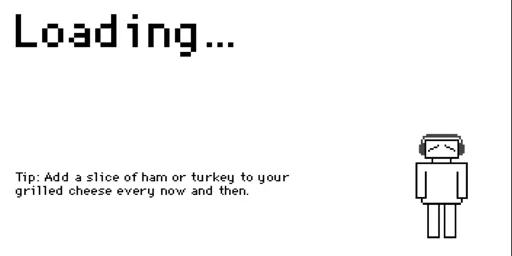 Loading...
Tip: Add a slice of ham or turkey to your
grilled cheese every now and then.